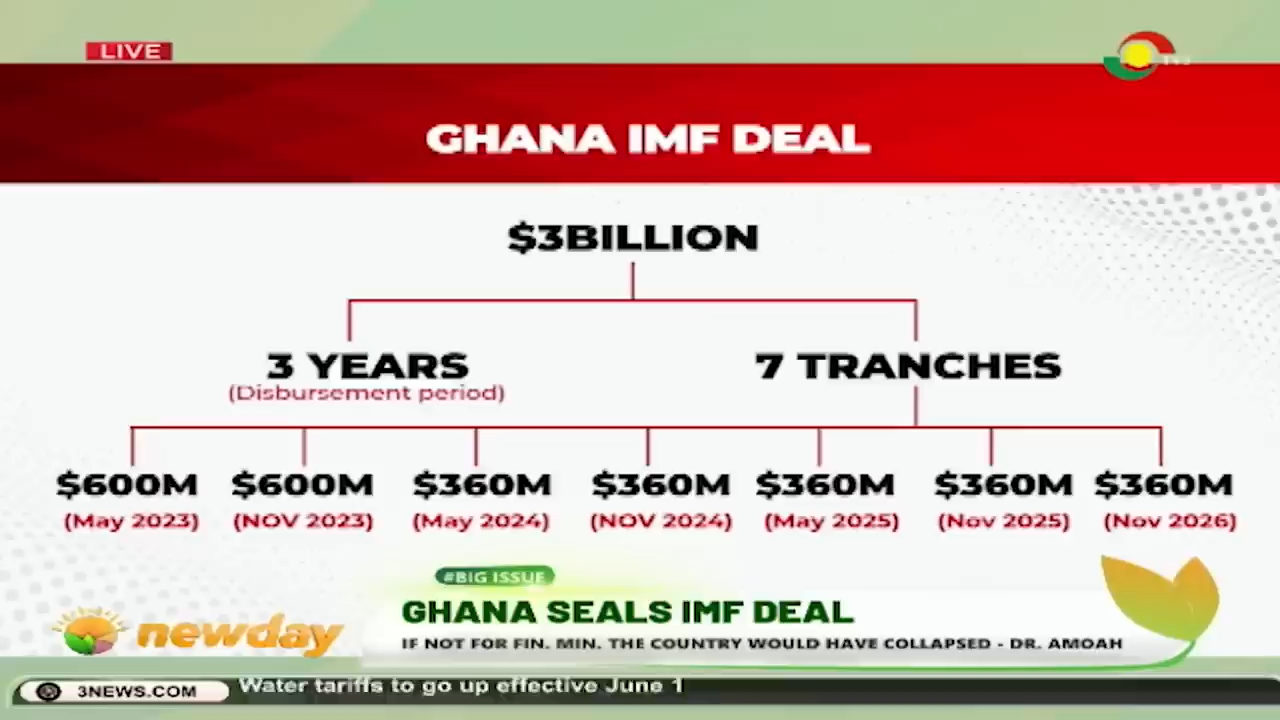 LIVE
GHANA IMF DEAL
$3BILLION
3 YEARS
(Disbursement period)
7 TRANCHES
$600M $600M $360M $360M $360M $360M $360M
(May 2023) (NOV 2023) (May 2024) (NOV 2024) (May 2025) (Nov 2025) (Nov 2026)
#BIG ISSUE
GHANA SEALS IMF DEAL
IF NOT FOR FIN. MIN. THE COUNTRY WOULD HAVE COLLAPSED - DR. AMOAH
newday
3NEWS.COM
Water tariffs to go up effective June 1